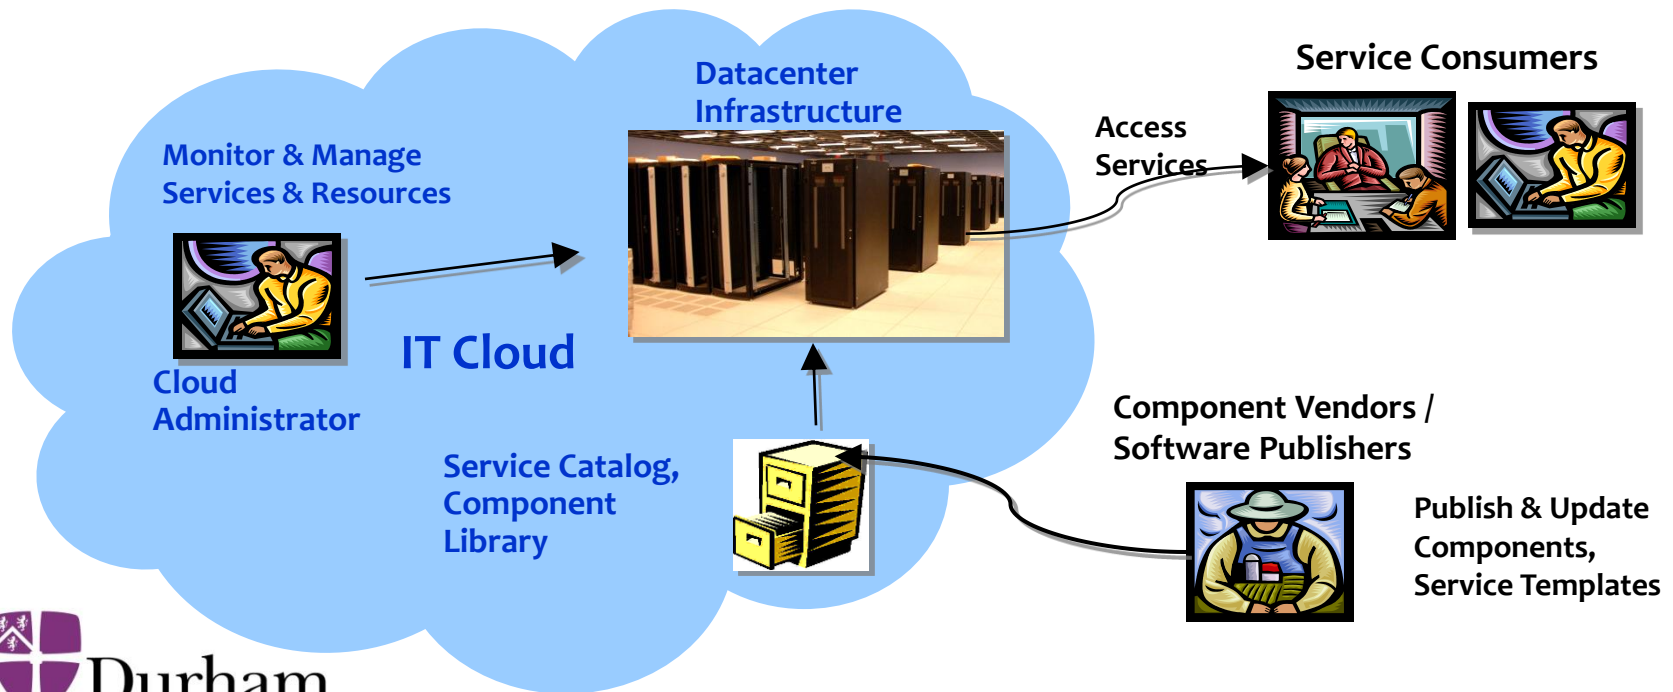 Datacenter
Infrastructure
Service Consumers
Access
Services
Monitor & Manage
Services & Resources
IT Cloud
Cloud
Administrator
Component Vendors /
Software Publishers
Service Catalog,
Component
Library
Publish & Update
Components,
Service Templates
Durham